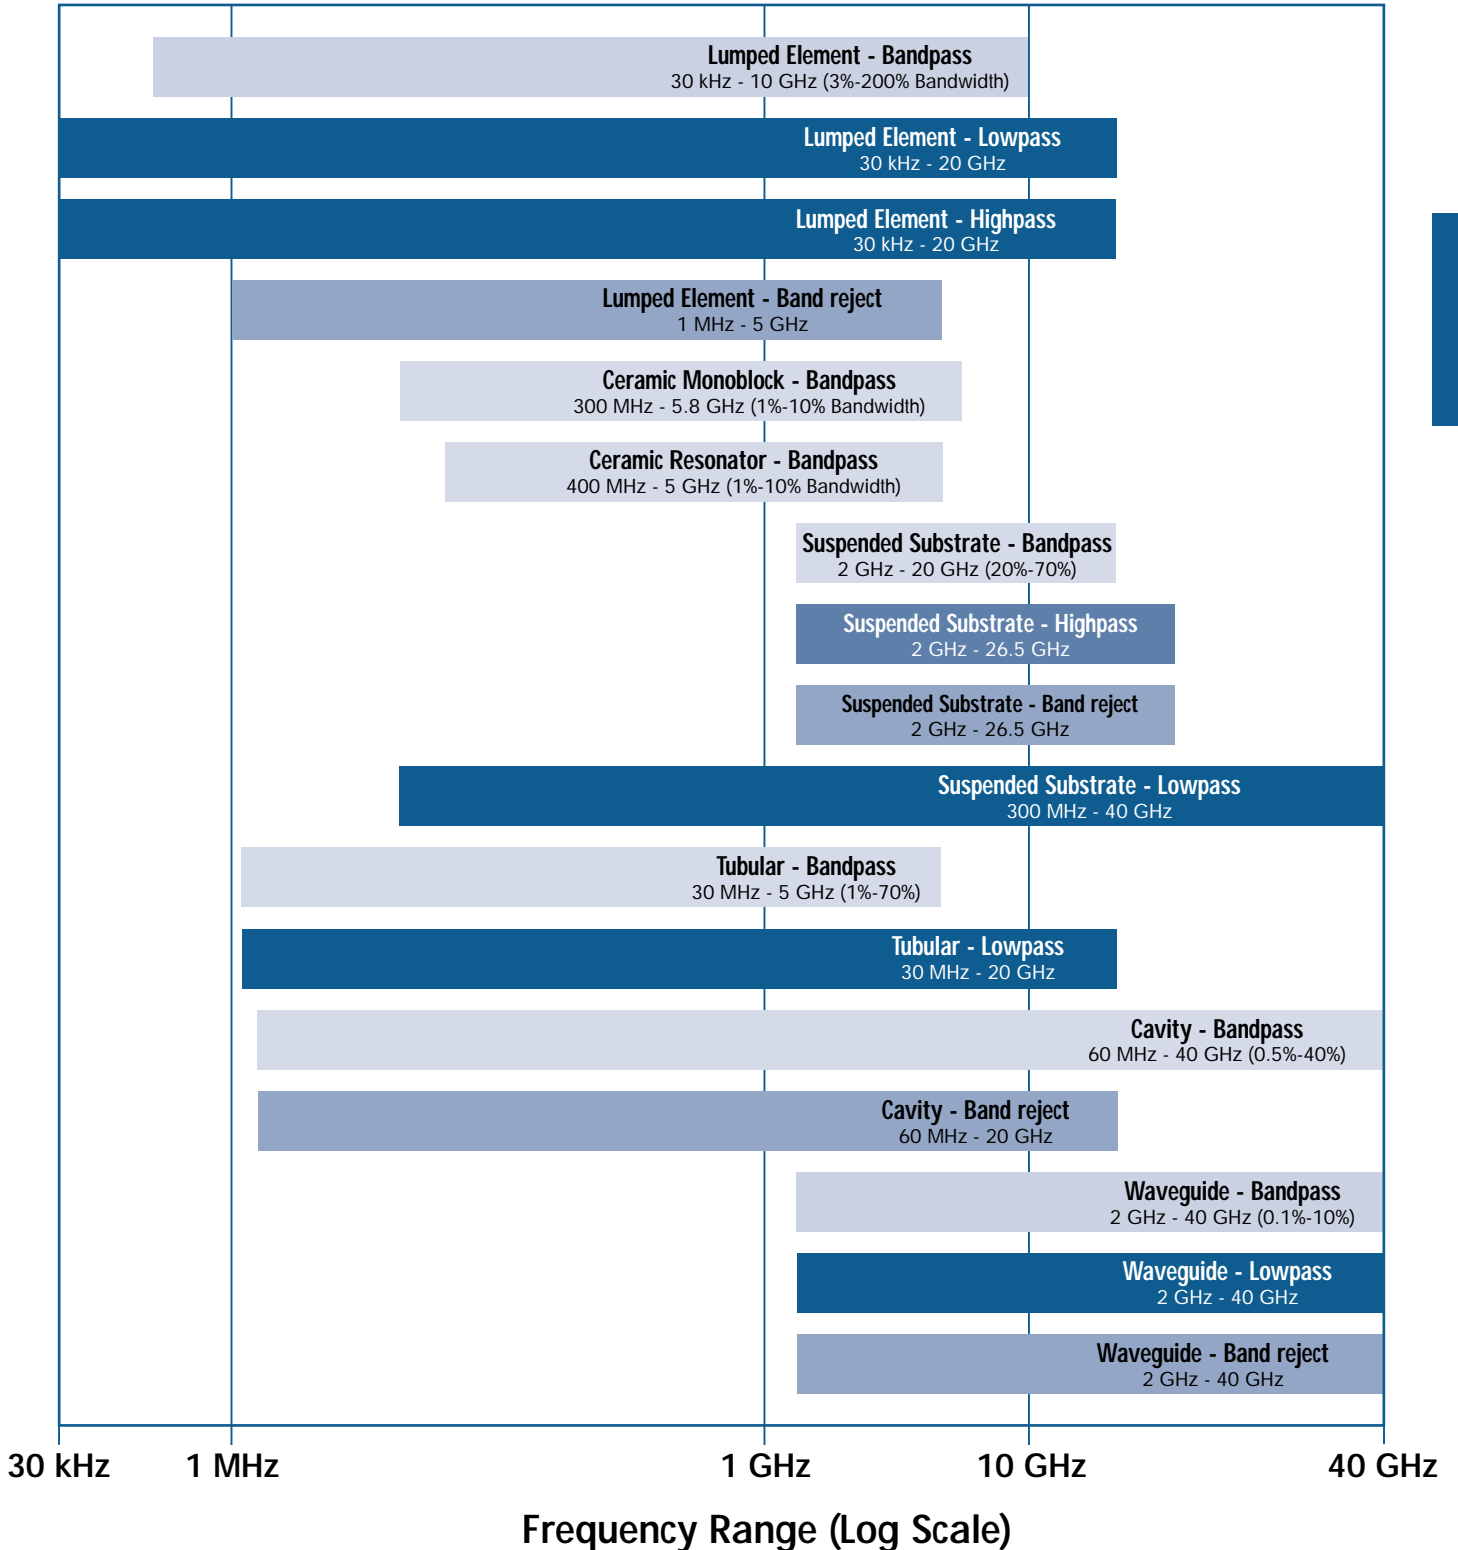 Lumped Element - Bandpass
30 kHz - 10 GHz (3%-200% Bandwidth)
Lumped Element - Lowpass
30 kHz - 20 GHz
Lumped Element - Highpass
30 kHz - 20 GHz
Lumped Element - Band reject
1 MHz - 5 GHz
Ceramic Monoblock - Bandpass
300 MHz - 5.8 GHz (1%-10% Bandwidth)
Ceramic Resonator - Bandpass
400 MHz - 5 GHz (1%-10% Bandwidth)
Suspended Substrate - Bandpass
2 GHz - 20 GHz (20%-70%)
Suspended Substrate - Highpass
2 GHz - 26.5 GHz
Suspended Substrate - Band reject
2 GHz - 26.5 GHz
Suspended Substrate - Lowpass
300 MHz - 40 GHz
Tubular - Bandpass
30 MHz - 5 GHz (1%-70%)
Tubular - Lowpass
30 MHz - 20 GHz
Cavity - Bandpass
60 MHz - 40 GHz (0.5%-40%)
Cavity - Band reject
60 MHz - 20 GHz
Waveguide - Bandpass
2 GHz - 40 GHz (0.1%-10%)
Waveguide - Lowpass
2 GHz - 40 GHz
Waveguide - Band reject
2 GHz - 40 GHz
30 kHz 1 MHz 1 GHz 10 GHz 40 GHz
Frequency Range (Log Scale)